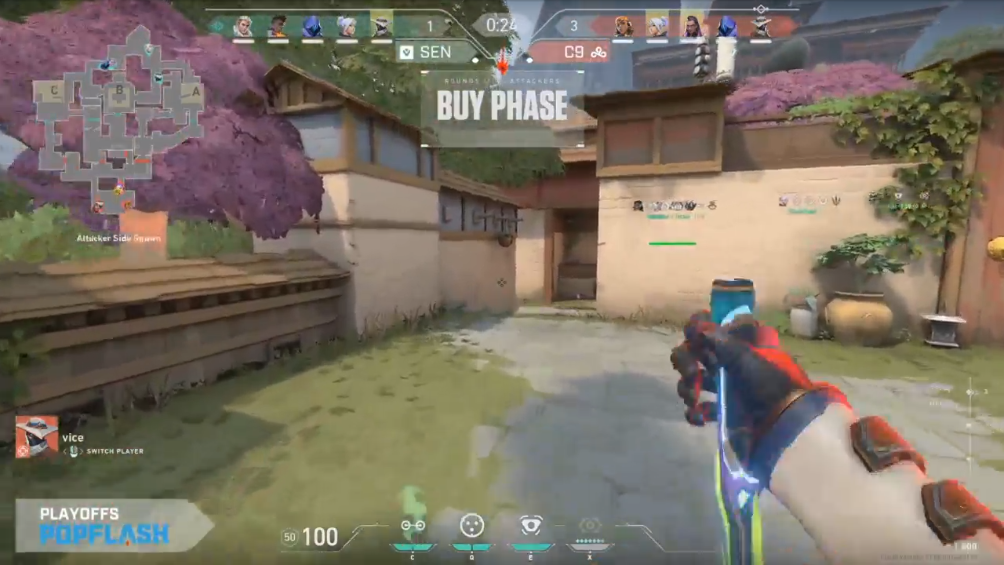 1
0:24
3
SEN
C9
BUY PHASE
C
B
A
Attacker Side Spawn
vice
SWITCH PLAYER
PLAYOFFS
POPFLASH
50
100
C
Q
E
X